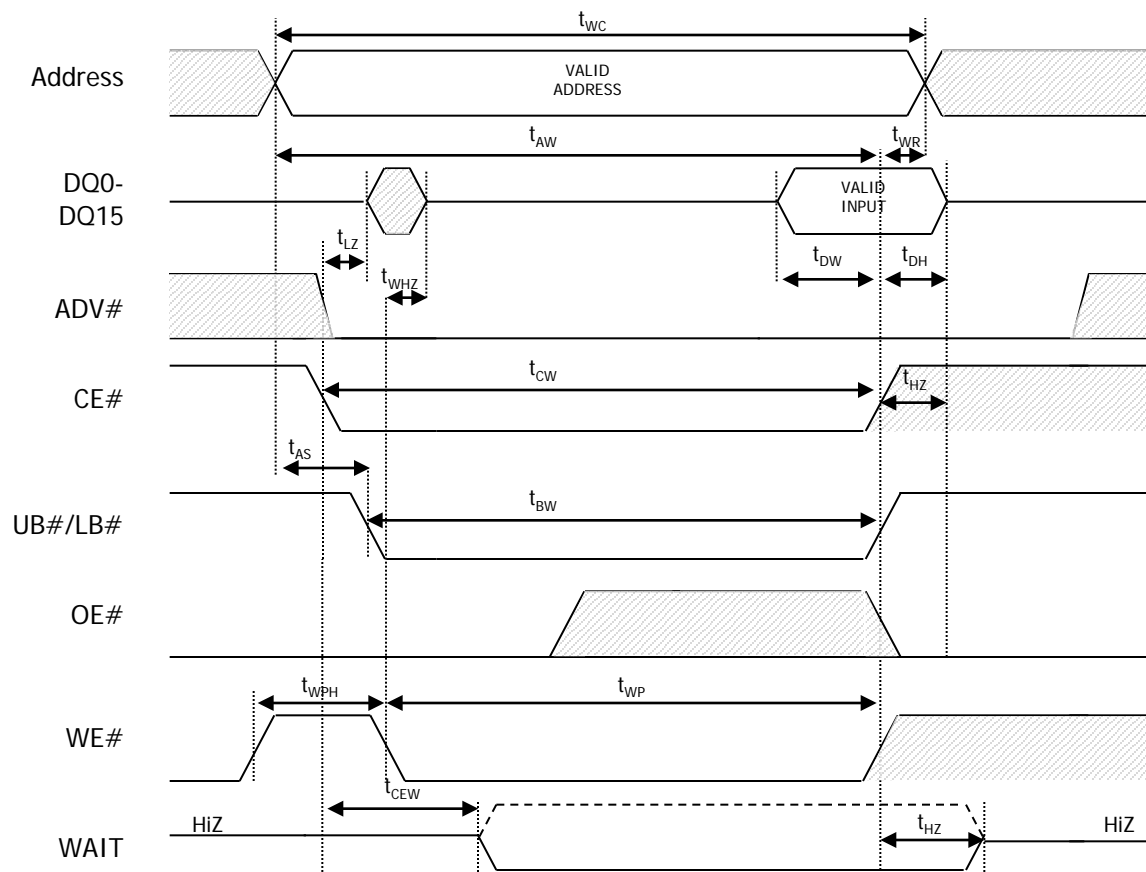 tWC
Address
VALID
ADDRESS
tAW
tWR
DQ0-
DQ15
VALID
INPUT
tLZ
tWHZ
tDW
tDH
ADV#
tCW
tHZ
CE#
tAS
tBW
UB#/LB#
OE#
tWPH
tWP
WE#
tCEW
HiZ
tHZ
HiZ
WAIT